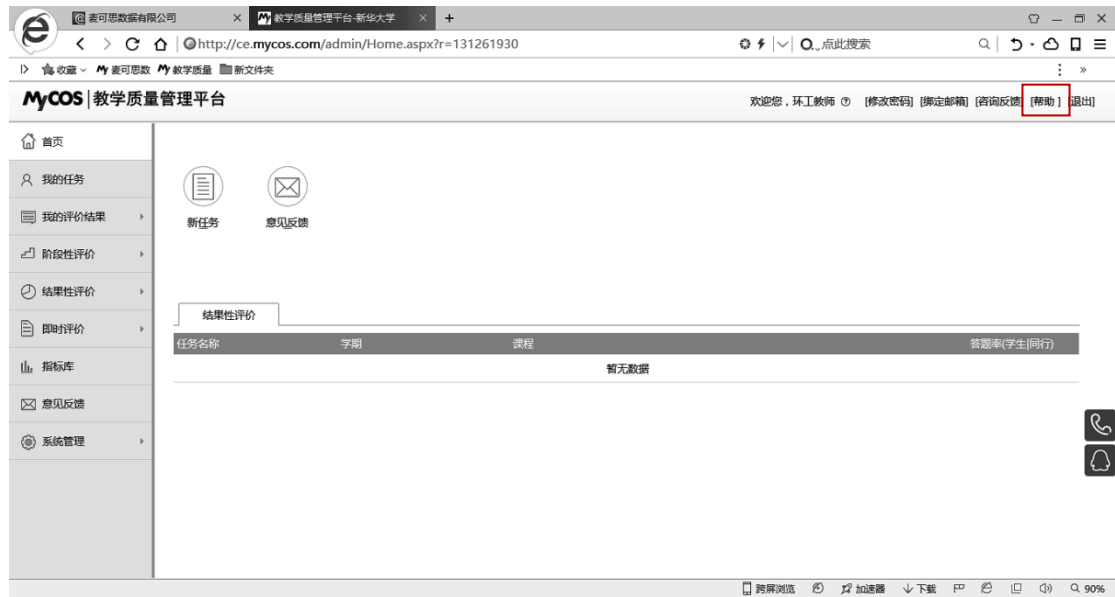 麦可思数据有限公司
教学质量管理平台-新华大学
http://ce.mycos.com/admin/Home.aspx?r=131261930
点此搜索
收藏 麦可思数 教学质量 新文件夹
MyCOS 教学质量管理平台
欢迎您，环工教师 [修改密码] [绑定邮箱] [咨询反馈] [帮助] [退出]
首页
我的任务
我的评价结果
阶段性评价
结果性评价
即时评价
指标库
意见反馈
系统管理
新任务 意见反馈
结果性评价
任务名称 学期 课程 答题率(学生|同行)
暂无数据
跨屏浏览 加速器 下载 90%